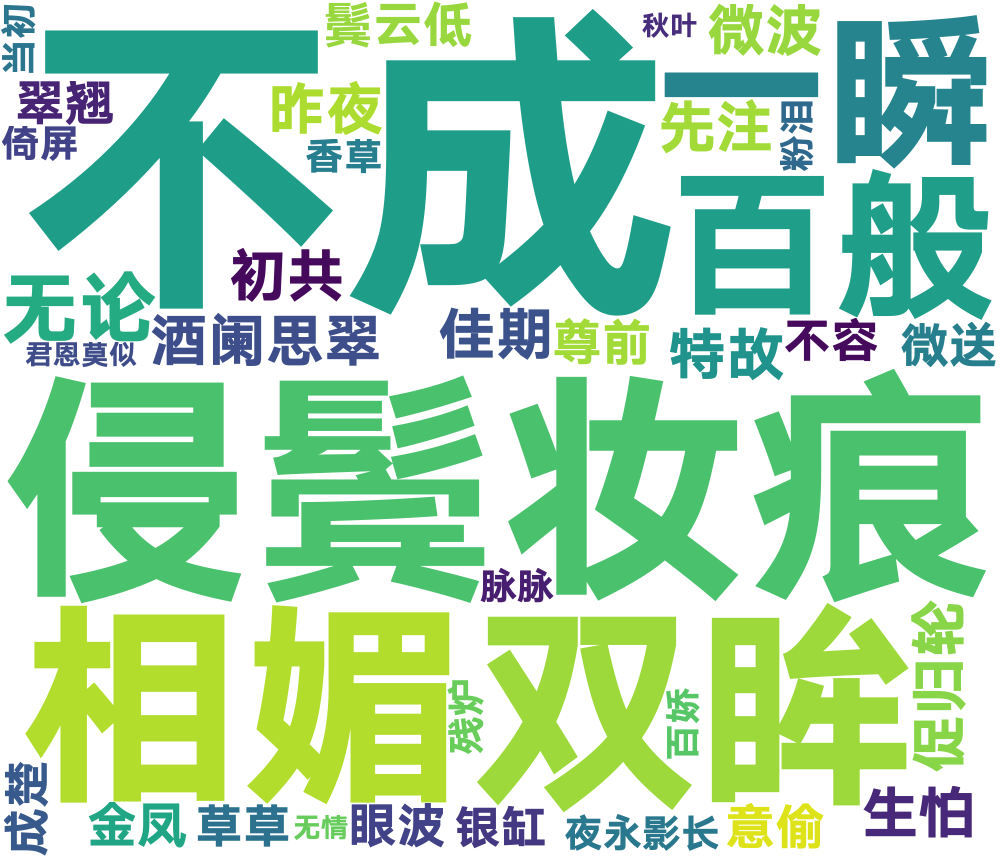 当初
鬓云低
秋叶
微波
不成
一瞬
翠翘
昨夜
先注
粉泪
倚屏
香草
百般
初共
无论
酒阑思翠
佳期
尊前
特故
不容
微送
君恩莫似
侵鬓
妆痕
脉脉
相媚
双眸
促归轮
残炉
百娇
成楚
金凤
草草
无情
眼波
银缸
夜永影长
意偷
生怕